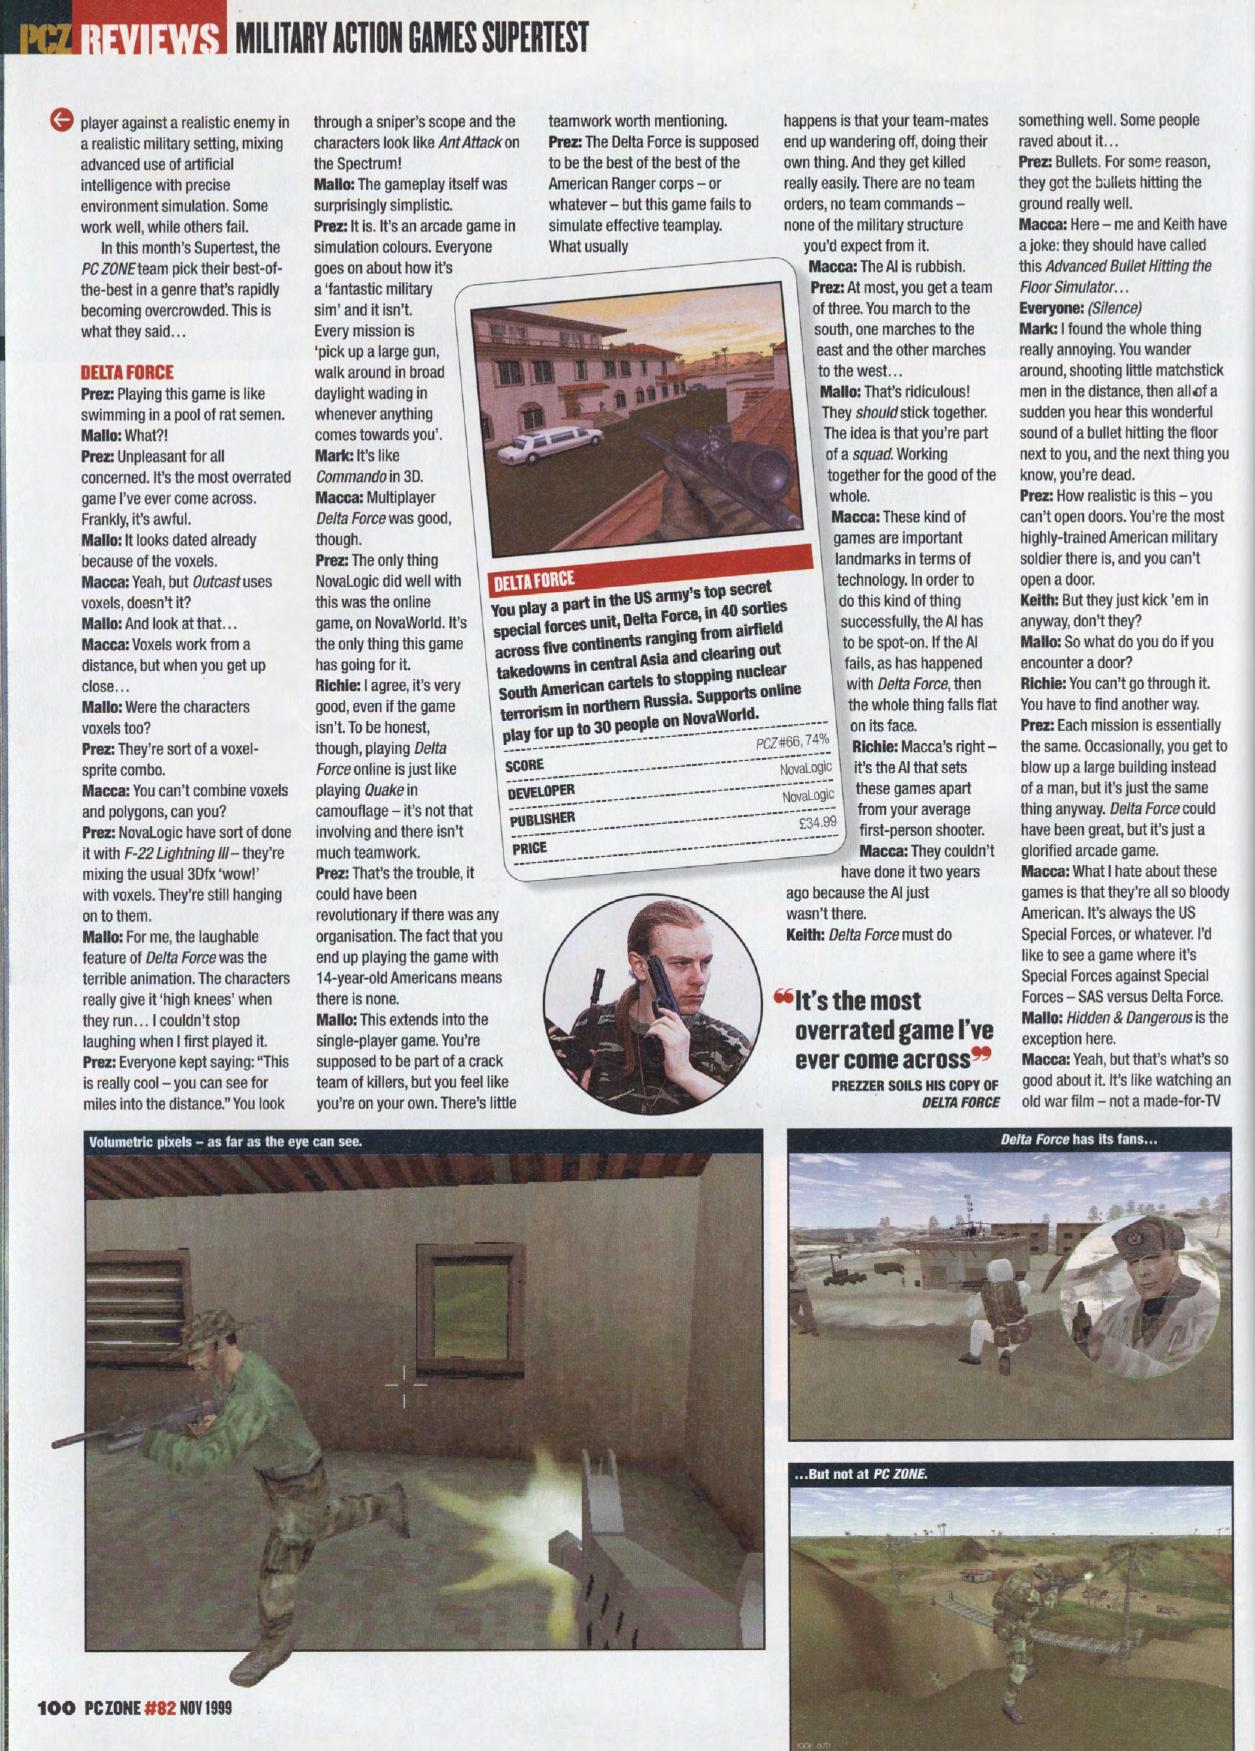 PCZ REVIEWS MILITARY ACTION GAMES SUPERTEST
player against a realistic enemy in
a realistic military setting, mixing
advanced use of artificial
intelligence with precise
environment simulation. Some
work well, while others fail.
In this month's Supertest, the
PC ZONE team pick their best-of-
the-best in a genre that's rapidly
becoming overcrowded. This is
what they said...
DELTA FORCE
Prez: Playing this game is like
swimming in a pool of rat semen.
Mallo: What?!
Prez: Unpleasant for all
concerned. It's the most overrated
game I've ever come across.
Frankly, it's awful.
Mallo: It looks dated already
because of the voxels.
Macca: Yeah, but Outcast uses
voxels, doesn't it?
Mallo: And look at that...
Macca: Voxels work from a
distance, but when you get up
close...
Mallo: Were the characters
voxels too?
Prez: They're sort of a voxel-
sprite combo.
Macca: You can't combine voxels
and polygons, can you?
Prez: NovaLogic have sort of done
it with F-22 Lightning III – they're
mixing the usual 3Dfx 'wow!'
with voxels. They're still hanging
on to them.
Mallo: For me, the laughable
feature of Delta Force was the
terrible animation. The characters
really give it 'high knees' when
they run... I couldn't stop
laughing when I first played it.
Prez: Everyone kept saying: "This
is really cool – you can see for
miles into the distance." You look
through a sniper's scope and the
characters look like Ant Attack on
the Spectrum!
Mallo: The gameplay itself was
surprisingly simplistic.
Prez: It is. It's an arcade game in
simulation colours. Everyone
goes on about how it's
a 'fantastic military
sim' and it isn't.
Every mission is
'pick up a large gun,
walk around in broad
daylight wading in
whenever anything
comes towards you'.
Mark: It's like
Commando in 3D.
Macca: Multiplayer
Delta Force was good,
though.
Prez: The only thing
NovaLogic did well with
this was the online
game, on NovaWorld. It's
the only thing this game
has going for it.
Richie: I agree, it's very
good, even if the game
isn't. To be honest,
though, playing Delta
Force online is just like
playing Quake in
camouflage – it's not that
involving and there isn't
much teamwork.
Prez: That's the trouble, it
could have been
revolutionary if there was any
organisation. The fact that you
end up playing the game with
14-year-old Americans means
there is none.
Mallo: This extends into the
single-player game. You're
supposed to be part of a crack
team of killers, but you feel like
you're on your own. There's little
teamwork worth mentioning.
Prez: The Delta Force is supposed
to be the best of the best of the
American Ranger corps – or
whatever – but this game fails to
simulate effective teamplay.
What usually
happens is that your team-mates
end up wandering off, doing their
own thing. And they get killed
really easily. There are no team
orders, no team commands –
none of the military structure
you'd expect from it.
Macca: The AI is rubbish.
Prez: At most, you get a team
of three. You march to the
south, one marches to the
east and the other marches
to the west...
Mallo: That's ridiculous!
They should stick together.
The idea is that you're part
of a squad. Working
together for the good of the
whole.
Macca: These kind of
games are important
landmarks in terms of
technology. In order to
do this kind of thing
successfully, the AI has
to be spot-on. If the AI
fails, as has happened
with Delta Force, then
the whole thing falls flat
on its face.
Richie: Macca's right –
it's the AI that sets
these games apart
from your average
first-person shooter.
Macca: They couldn't
have done it two years
ago because the AI just
wasn't there.
Keith: Delta Force must do
something well. Some people
raved about it...
Prez: Bullets. For some reason,
they got the bullets hitting the
ground really well.
Macca: Here – me and Keith have
a joke: they should have called
this Advanced Bullet Hitting the
Floor Simulator...
Everyone: (Silence)
Mark: I found the whole thing
really annoying. You wander
around, shooting little matchstick
men in the distance, then all of a
sudden you hear this wonderful
sound of a bullet hitting the floor
next to you, and the next thing you
know, you're dead.
Prez: How realistic is this – you
can't open doors. You're the most
highly-trained American military
soldier there is, and you can't
open a door.
Keith: But they just kick 'em in
anyway, don't they?
Mallo: So what do you do if you
encounter a door?
Richie: You can't go through it.
You have to find another way.
Prez: Each mission is essentially
the same. Occasionally, you get to
blow up a large building instead
of a man, but it's just the same
thing anyway. Delta Force could
have been great, but it's just a
glorified arcade game.
Macca: What I hate about these
games is that they're all so bloody
American. It's always the US
Special Forces, or whatever. I'd
like to see a game where it's
Special Forces against Special
Forces – SAS versus Delta Force.
Mallo: Hidden & Dangerous is the
exception here.
Macca: Yeah, but that's what's so
good about it. It's like watching an
old war film – not a made-for-TV
DELTA FORCE
You play a part in the US army's top secret
special forces unit, Delta Force, in 40 sorties
across five continents ranging from airfield
takedowns in central Asia and clearing out
South American cartels to stopping nuclear
terrorism in northern Russia. Supports online
play for up to 30 people on NovaWorld.
SCORE PCZ #66, 74%
DEVELOPER NovaLogic
PUBLISHER NovaLogic
PRICE £34.99
“It's the most
overrated game I've
ever come across”
PREZZER SOILS HIS COPY OF
DELTA FORCE
Volumetric pixels – as far as the eye can see.
Delta Force has its fans...
...But not at PC ZONE.
100 PC ZONE #82 NOV 1999